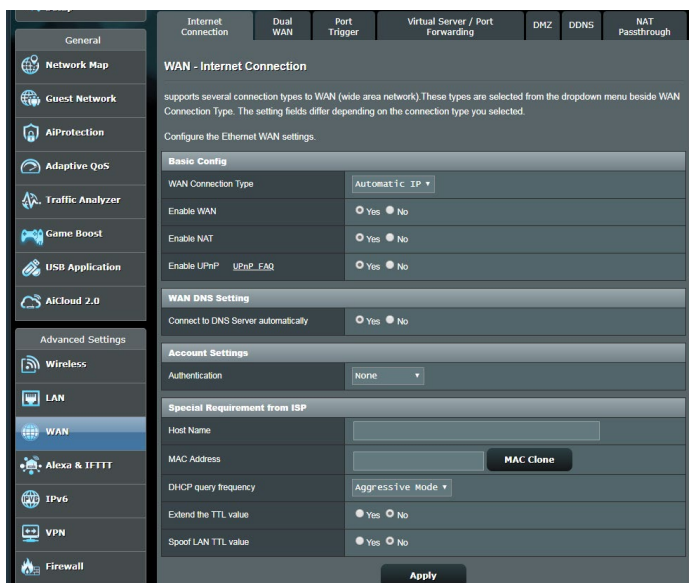 General
Network Map
Guest Network
AiProtection
Adaptive QoS
Traffic Analyzer
Game Boost
USB Application
AiCloud 2.0
Advanced Settings
Wireless
LAN
WAN
Alexa & IFTTT
IPv6
VPN
Firewall
Internet Connection
Dual WAN
Port Trigger
Virtual Server / Port Forwarding
DMZ
DDNS
NAT Passthrough
WAN - Internet Connection
supports several connection types to WAN (wide area network).These types are selected from the dropdown menu beside WAN
Connection Type. The setting fields differ depending on the connection type you selected.
Configure the Ethernet WAN settings.
Basic Config
WAN Connection Type Automatic IP
Enable WAN Yes No
Enable NAT Yes No
Enable UPnP UPnP FAQ Yes No
WAN DNS Setting
Connect to DNS Server automatically Yes No
Account Settings
Authentication None
Special Requirement from ISP
Host Name
MAC Address MAC Clone
DHCP query frequency Aggressive Mode
Extend the TTL value Yes No
Spoof LAN TTL value Yes No
Apply